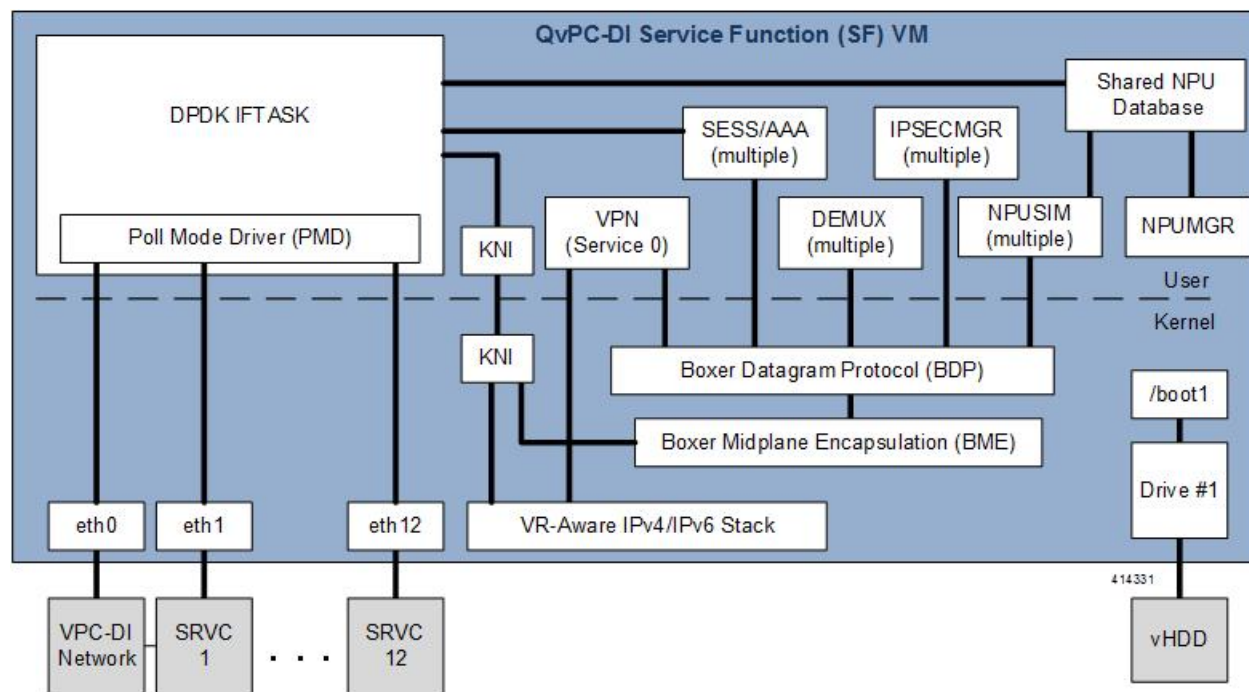 QvPC-DI Service Function (SF) VM
DPDK IFTASK
Shared NPU
Database
SESS/AAA
(multiple)
IPSECMGR
(multiple)
Poll Mode Driver (PMD)
KNI
VPN
(Service 0)
DEMUX
(multiple)
NPUSIM
(multiple)
NPUMGR
User
Kernel
KNI
Boxer Datagram Protocol (BDP)
/boot1
Boxer Midplane Encapsulation (BME)
Drive #1
eth0
eth1
eth12
VR-Aware IPv4/IPv6 Stack
414331
VPC-DI
Network
SRVC
1
. . .
SRVC
12
vHDD